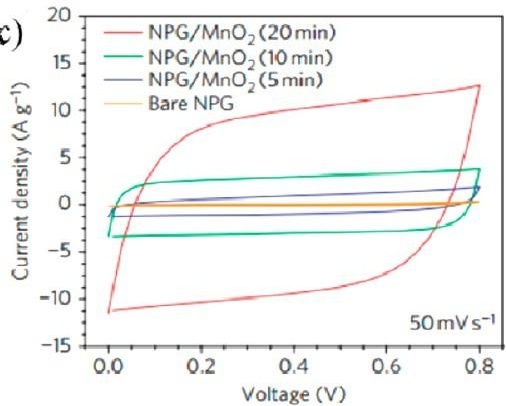 x)
NPG/MnO₂ (20 min)
NPG/MnO₂ (10 min)
NPG/MnO₂ (5 min)
Bare NPG
Current density (A g⁻¹)
20
15
10
5
0
−5
−10
−15
50 mV s⁻¹
0.0 0.2 0.4 0.6 0.8
Voltage (V)